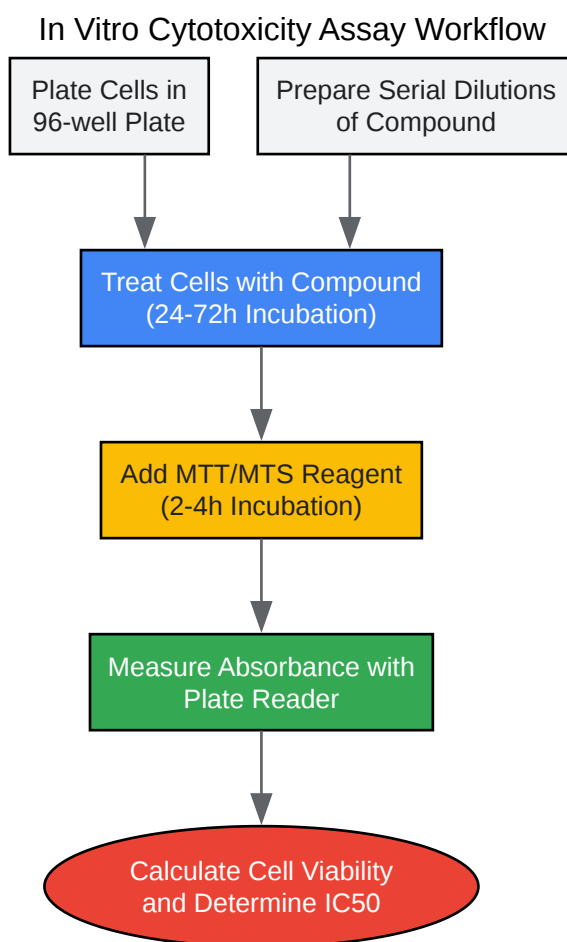 In Vitro Cytotoxicity Assay Workflow
Plate Cells in
96-well Plate
Prepare Serial Dilutions
of Compound
Treat Cells with Compound
(24-72h Incubation)
Add MTT/MTS Reagent
(2-4h Incubation)
Measure Absorbance with
Plate Reader
Calculate Cell Viability
and Determine IC50